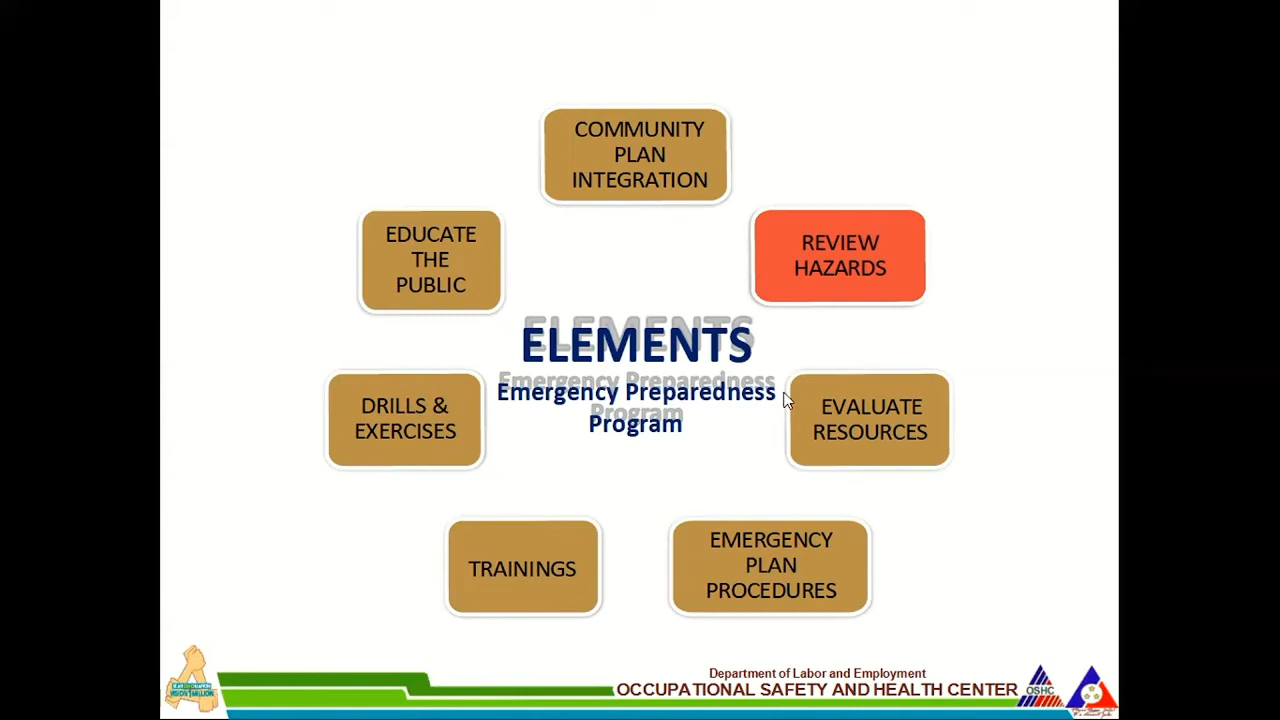 COMMUNITY
PLAN
INTEGRATION
EDUCATE
THE
PUBLIC
REVIEW
HAZARDS
ELEMENTS
Emergency Preparedness
Program
DRILLS &
EXERCISES
EVALUATE
RESOURCES
TRAININGS
EMERGENCY
PLAN
PROCEDURES
Department of Labor and Employment
OCCUPATIONAL SAFETY AND HEALTH CENTER
OSHC